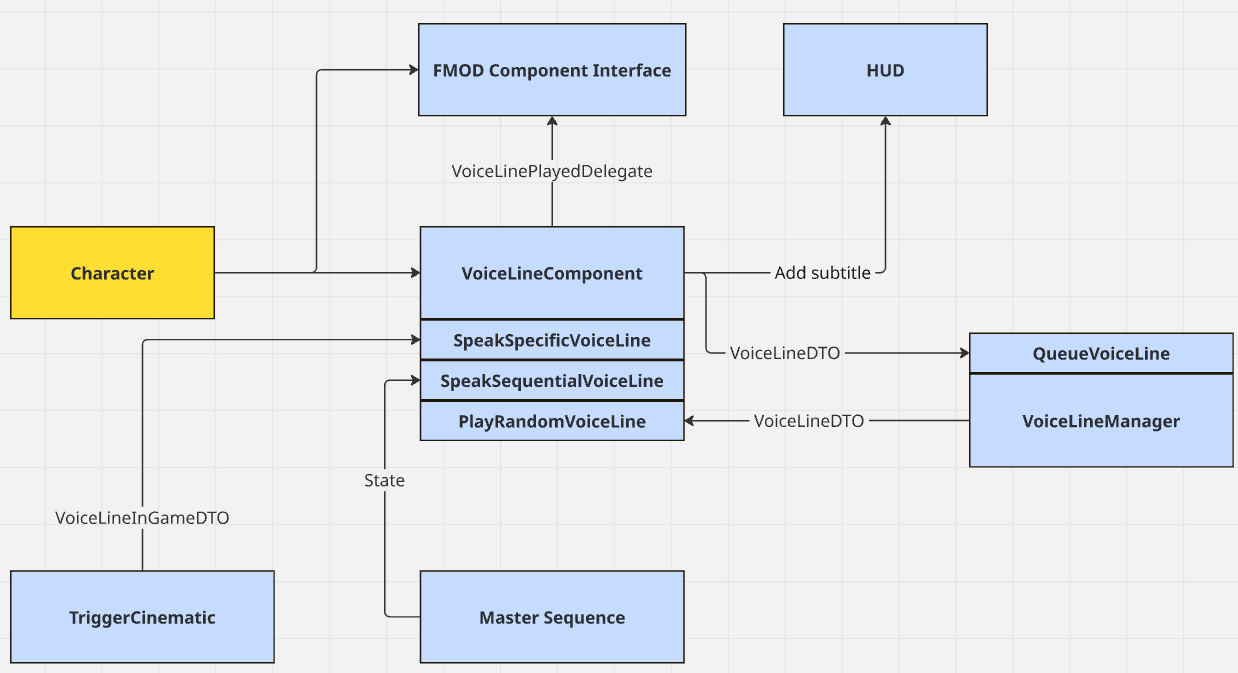 FMOD Component Interface
HUD
VoiceLinePlayedDelegate
Character
VoiceLineComponent
Add subtitle
SpeakSpecificVoiceLine
VoiceLineDTO
QueueVoiceLine
SpeakSequentialVoiceLine
PlayRandomVoiceLine
VoiceLineDTO
VoiceLineManager
State
VoiceLineInGameDTO
TriggerCinematic
Master Sequence